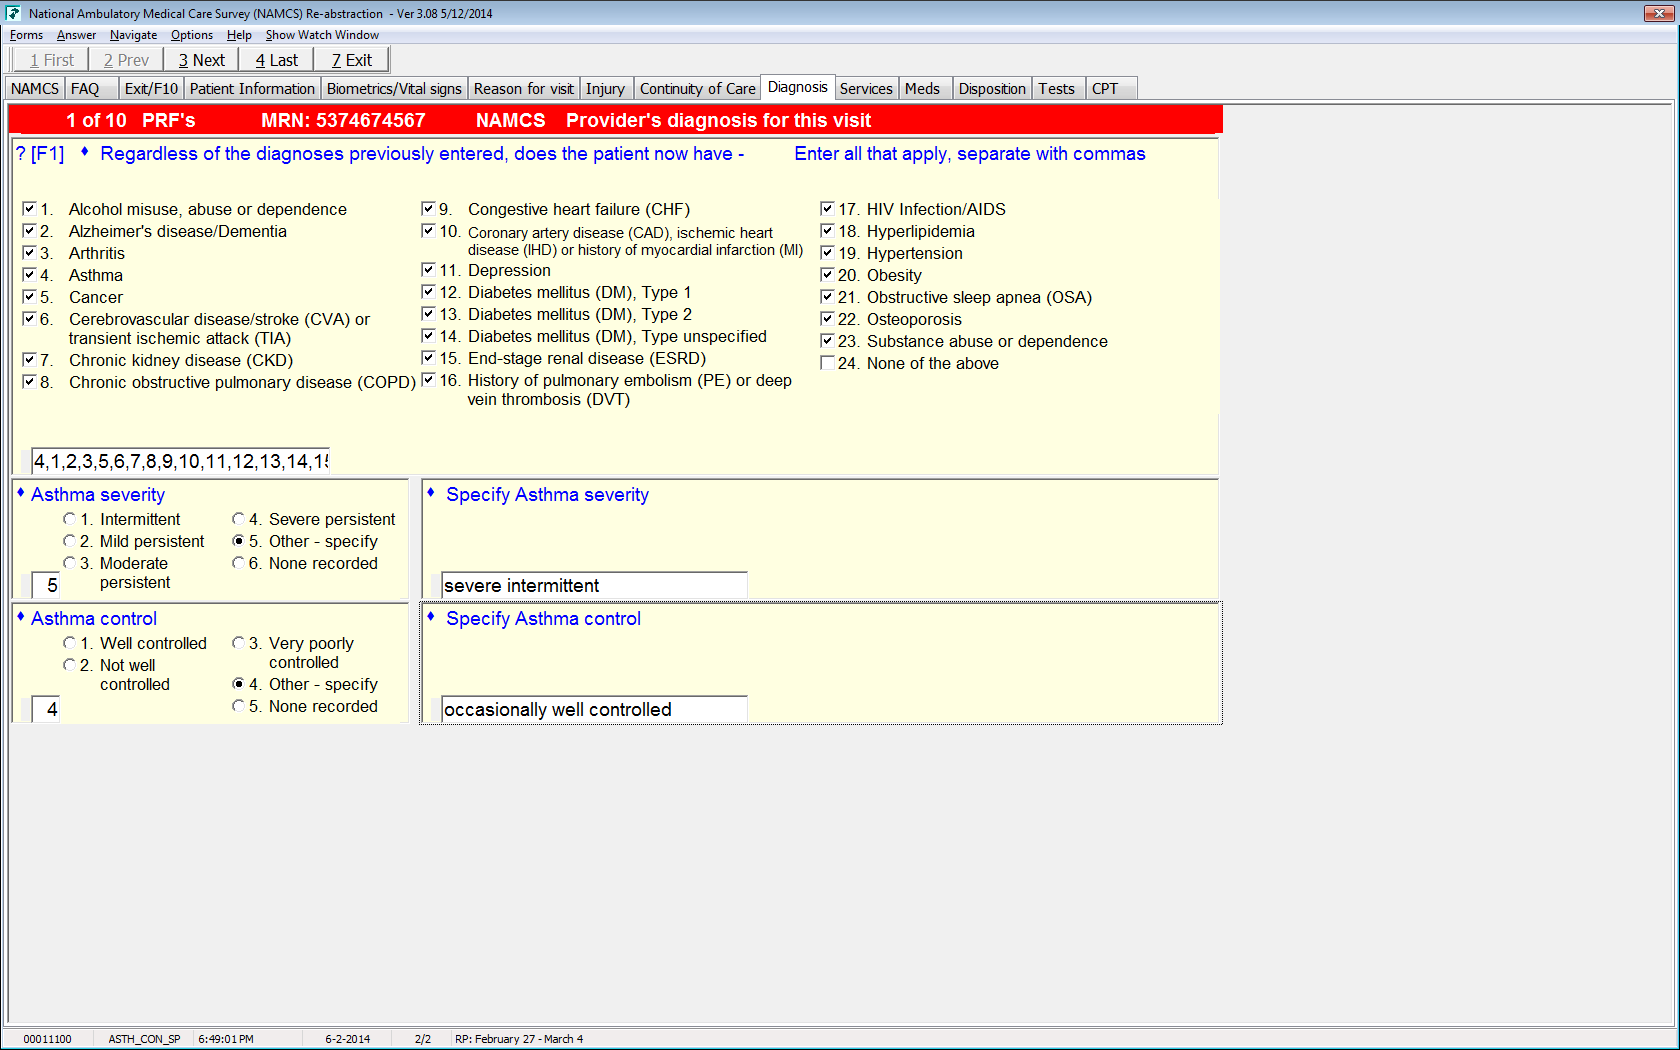 National Ambulatory Medical Care Survey (NAMCS) Re-abstraction - Ver 3.08 5/12/2014
Forms Answer Navigate Options Help Show Watch Window
1 First 2 Prev 3 Next 4 Last 7 Exit
NAMCS FAQ Exit/F10 Patient Information Biometrics/Vital signs Reason for visit Injury Continuity of Care Diagnosis Services Meds Disposition Tests CPT
1 of 10 PRF's MRN: 5374674567 NAMCS Provider's diagnosis for this visit
? [F1] ♦ Regardless of the diagnoses previously entered, does the patient now have - Enter all that apply, separate with commas
1. Alcohol misuse, abuse or dependence
2. Alzheimer's disease/Dementia
3. Arthritis
4. Asthma
5. Cancer
6. Cerebrovascular disease/stroke (CVA) or
transient ischemic attack (TIA)
7. Chronic kidney disease (CKD)
8. Chronic obstructive pulmonary disease (COPD)
9. Congestive heart failure (CHF)
10. Coronary artery disease (CAD), ischemic heart
disease (IHD) or history of myocardial infarction (MI)
11. Depression
12. Diabetes mellitus (DM), Type 1
13. Diabetes mellitus (DM), Type 2
14. Diabetes mellitus (DM), Type unspecified
15. End-stage renal disease (ESRD)
16. History of pulmonary embolism (PE) or deep
vein thrombosis (DVT)
17. HIV Infection/AIDS
18. Hyperlipidemia
19. Hypertension
20. Obesity
21. Obstructive sleep apnea (OSA)
22. Osteoporosis
23. Substance abuse or dependence
24. None of the above
4,1,2,3,5,6,7,8,9,10,11,12,13,14,15
♦ Asthma severity
1. Intermittent
2. Mild persistent
3. Moderate
persistent
4. Severe persistent
5. Other - specify
6. None recorded
5
♦ Specify Asthma severity
severe intermittent
♦ Asthma control
1. Well controlled
2. Not well
controlled
3. Very poorly
controlled
4. Other - specify
5. None recorded
4
♦ Specify Asthma control
occasionally well controlled
00011100 ASTH_CON_SP 6:49:01 PM 6-2-2014 2/2 RP: February 27 - March 4